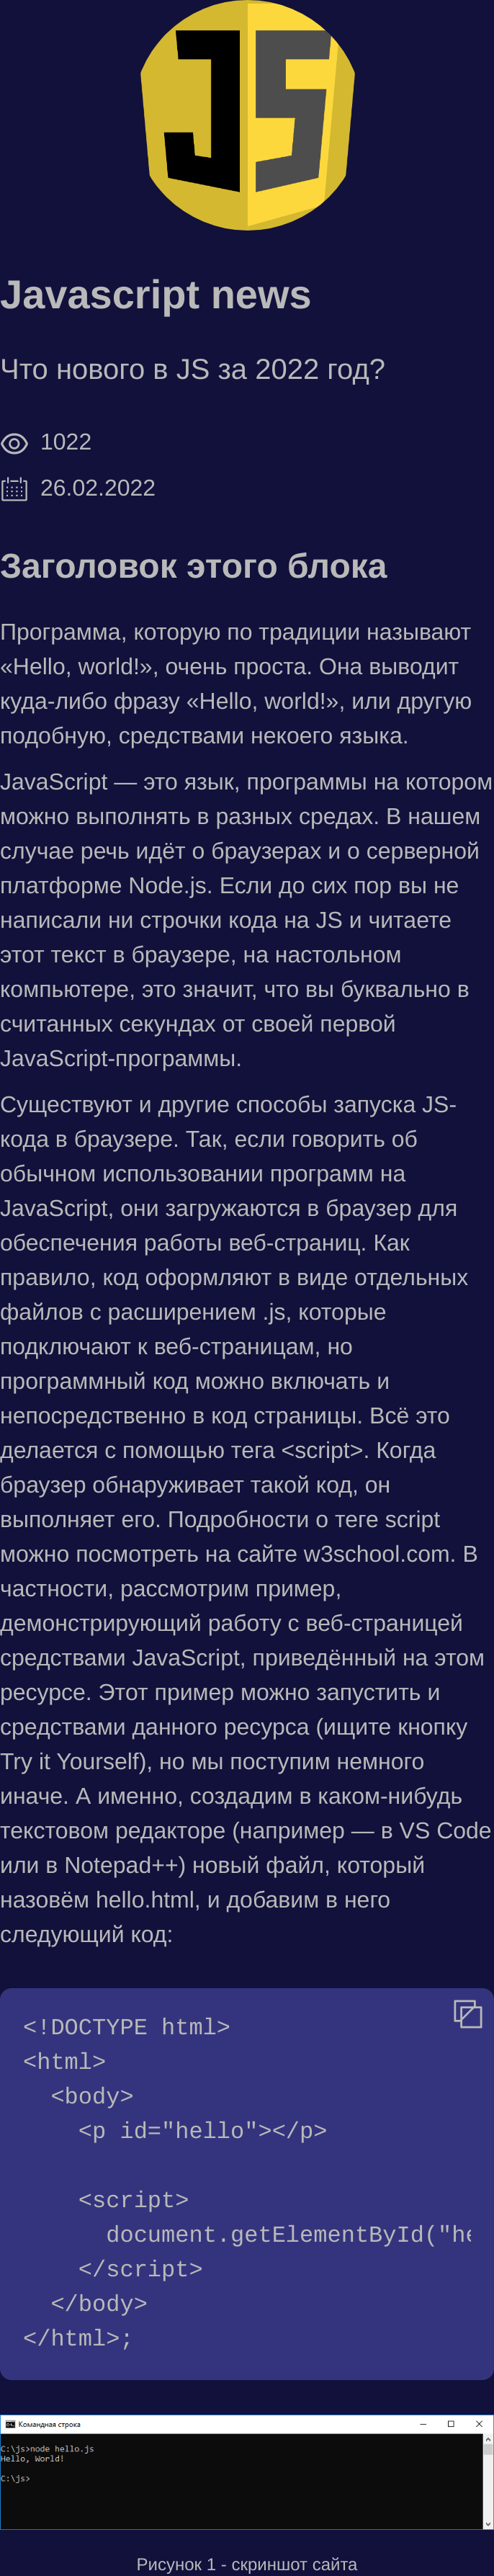 JS
Javascript news
Что нового в JS за 2022 год?
1022
26.02.2022
Заголовок этого блока
Программа, которую по традиции называют
«Hello, world!», очень проста. Она выводит
куда-либо фразу «Hello, world!», или другую
подобную, средствами некоего языка.
JavaScript — это язык, программы на котором
можно выполнять в разных средах. В нашем
случае речь идёт о браузерах и о серверной
платформе Node.js. Если до сих пор вы не
написали ни строчки кода на JS и читаете
этот текст в браузере, на настольном
компьютере, это значит, что вы буквально в
считанных секундах от своей первой
JavaScript-программы.
Существуют и другие способы запуска JS-
кода в браузере. Так, если говорить об
обычном использовании программ на
JavaScript, они загружаются в браузер для
обеспечения работы веб-страниц. Как
правило, код оформляют в виде отдельных
файлов с расширением .js, которые
подключают к веб-страницам, но
программный код можно включать и
непосредственно в код страницы. Всё это
делается с помощью тега <script>. Когда
браузер обнаруживает такой код, он
выполняет его. Подробности о теге script
можно посмотреть на сайте w3school.com. В
частности, рассмотрим пример,
демонстрирующий работу с веб-страницей
средствами JavaScript, приведённый на этом
ресурсе. Этот пример можно запустить и
средствами данного ресурса (ищите кнопку
Try it Yourself), но мы поступим немного
иначе. А именно, создадим в каком-нибудь
текстовом редакторе (например — в VS Code
или в Notepad++) новый файл, который
назовём hello.html, и добавим в него
следующий код:
<!DOCTYPE html>
<html>
<body>
<p id="hello"></p>
<script>
document.getElementById("he
</script>
</body>
</html>;
Командная строка
C:\js>node hello.js
Hello, World!
C:\js>
Рисунок 1 - скриншот сайта